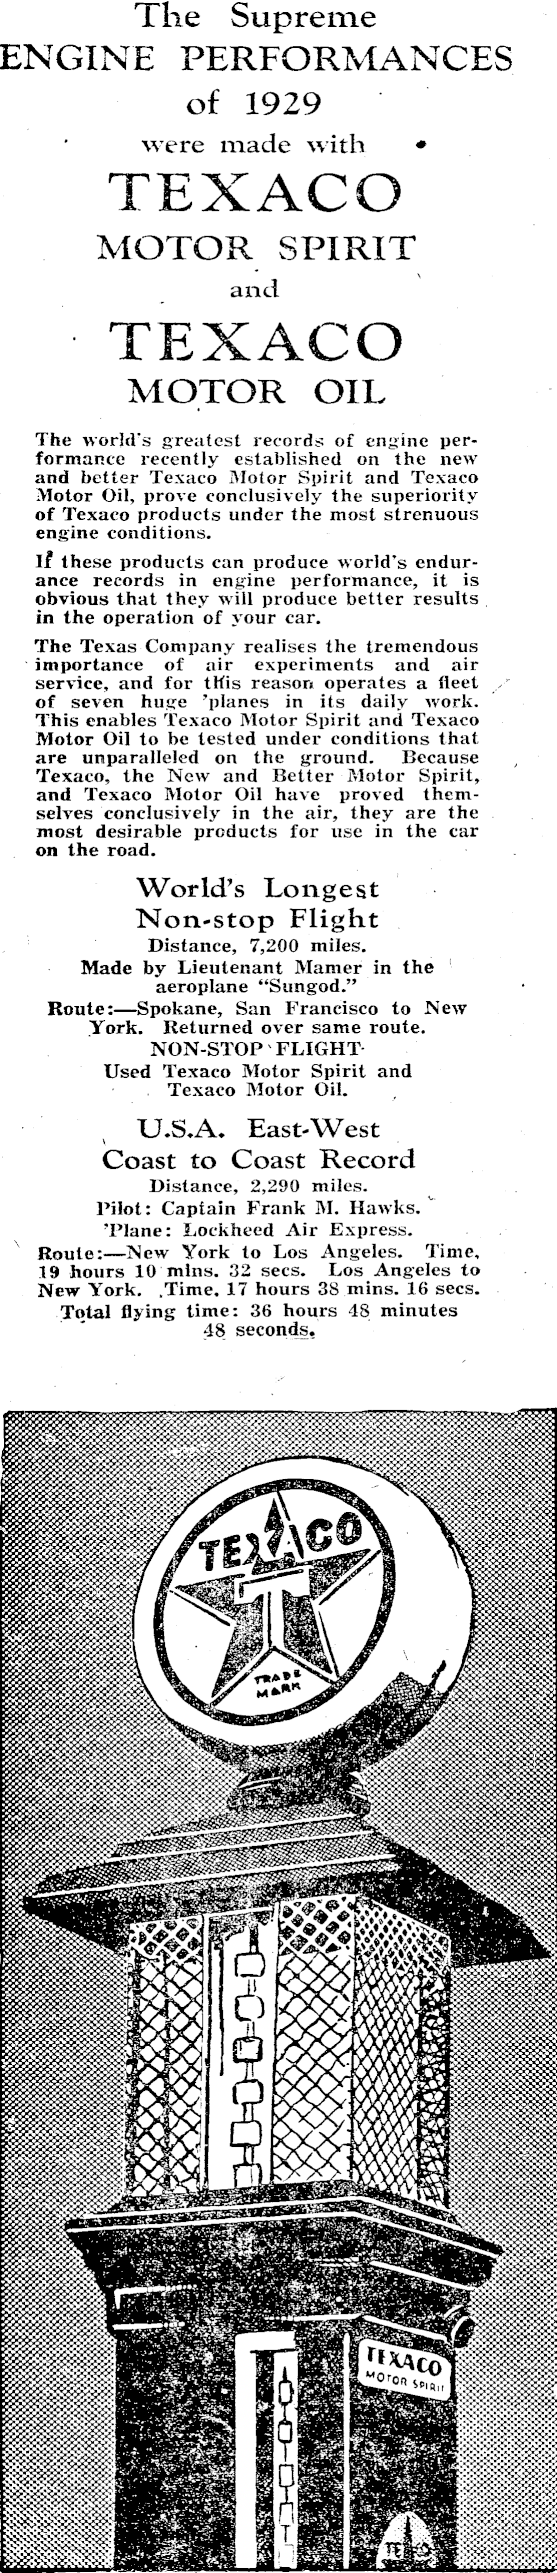 The Supreme
ENGINE PERFORMANCES
of 1929
were made with
TEXACO
MOTOR SPIRIT
and
TEXACO
MOTOR OIL
The world's greatest records of engine per-
formance recently established on the new
and better Texaco Motor Spirit and Texaco
Motor Oil, prove conclusively the superiority
of Texaco products under the most strenuous
engine conditions.
If these products can produce world's endur-
ance records in engine performance, it is
obvious that they will produce better results
in the operation of your car.
The Texas Company realises the tremendous
importance of air experiments and air
service, and for this reason operates a fleet
of seven huge 'planes in its daily work.
This enables Texaco Motor Spirit and Texaco
Motor Oil to be tested under conditions that
are unparalleled on the ground. Because
Texaco, the New and Better Motor Spirit,
and Texaco Motor Oil have proved them-
selves conclusively in the air, they are the
most desirable products for use in the car
on the road.
World's Longest
Non-stop Flight
Distance, 7,200 miles.
Made by Lieutenant Mamer in the
aeroplane "Sungod."
Route:—Spokane, San Francisco to New
York. Returned over same route.
NON-STOP FLIGHT
Used Texaco Motor Spirit and
Texaco Motor Oil.
U.S.A. East-West
Coast to Coast Record
Distance, 2,290 miles.
Pilot: Captain Frank M. Hawks.
'Plane: Lockheed Air Express.
Route:—New York to Los Angeles. Time,
19 hours 10 mins. 32 secs. Los Angeles to
New York. Time, 17 hours 38 mins. 16 secs.
Total flying time: 36 hours 48 minutes
48 seconds.
TEXACO
T
TRADE
MARK
TEXACO
MOTOR SPIRIT